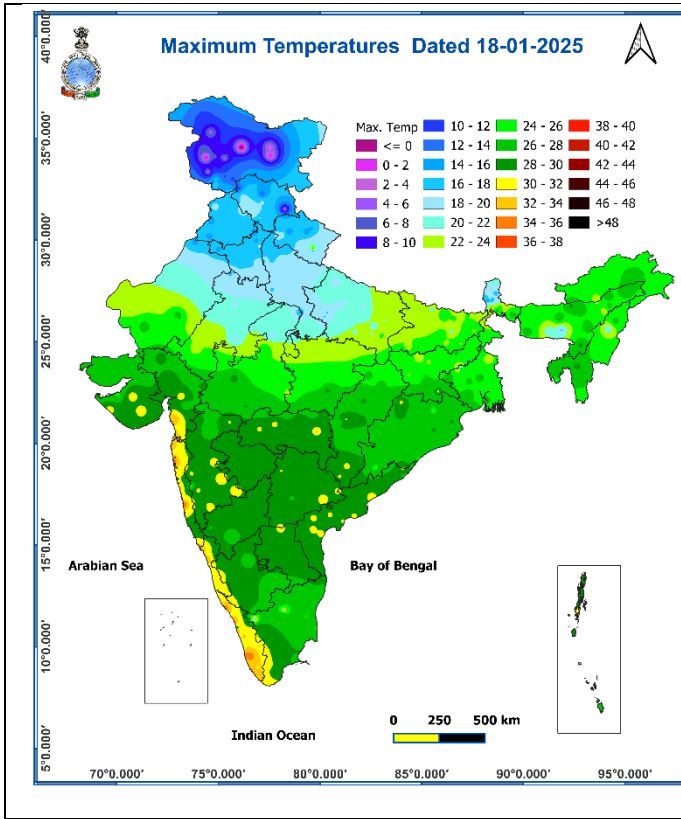 Maximum Temperatures Dated 18-01-2025
Max. Temp
<= 0
0 - 2
2 - 4
4 - 6
6 - 8
8 - 10
10 - 12
12 - 14
14 - 16
16 - 18
18 - 20
20 - 22
22 - 24
24 - 26
26 - 28
28 - 30
30 - 32
32 - 34
34 - 36
36 - 38
38 - 40
40 - 42
42 - 44
44 - 46
46 - 48
>48
40°0.000'
35°0.000'
30°0.000'
25°0.000'
20°0.000'
15°0.000'
10°0.000'
5°0.000'
Arabian Sea
Bay of Bengal
Indian Ocean
0 250 500 km
70°0.000' 75°0.000' 80°0.000' 85°0.000' 90°0.000' 95°0.000'